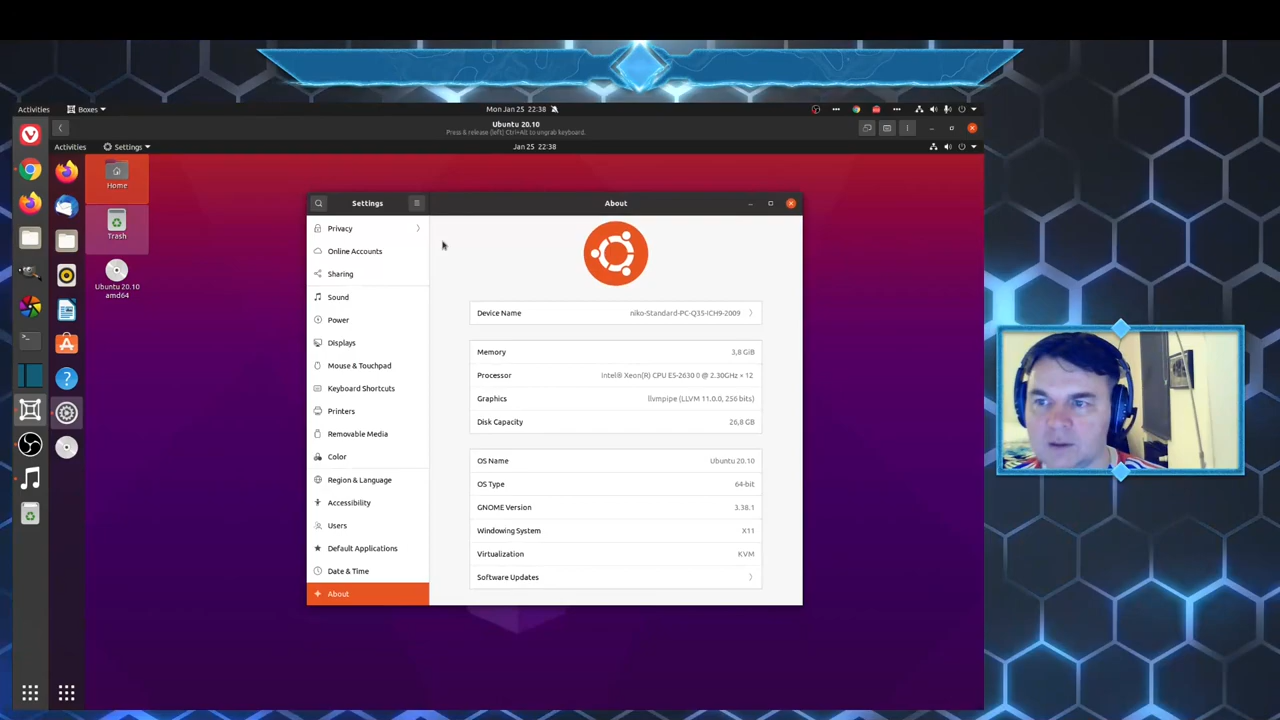 Activities
Boxes
Mon Jan 25 22:38
Ubuntu 20.10
Press & release (left) Ctrl+Alt to ungrab keyboard.
Activities
Settings
Jan 25 22:38
Home
Trash
Ubuntu 20.10
amd64
Settings
About
Privacy
Online Accounts
Sharing
Sound
Power
Displays
Mouse & Touchpad
Keyboard Shortcuts
Printers
Removable Media
Color
Region & Language
Accessibility
Users
Default Applications
Date & Time
About
Device Name niko-Standard-PC-Q35-ICH9-2009
Memory 3,8 GiB
Processor Intel® Xeon(R) CPU E5-2630 0 @ 2.30GHz × 12
Graphics llvmpipe (LLVM 11.0.0, 256 bits)
Disk Capacity 26,8 GB
OS Name Ubuntu 20.10
OS Type 64-bit
GNOME Version 3.38.1
Windowing System X11
Virtualization KVM
Software Updates